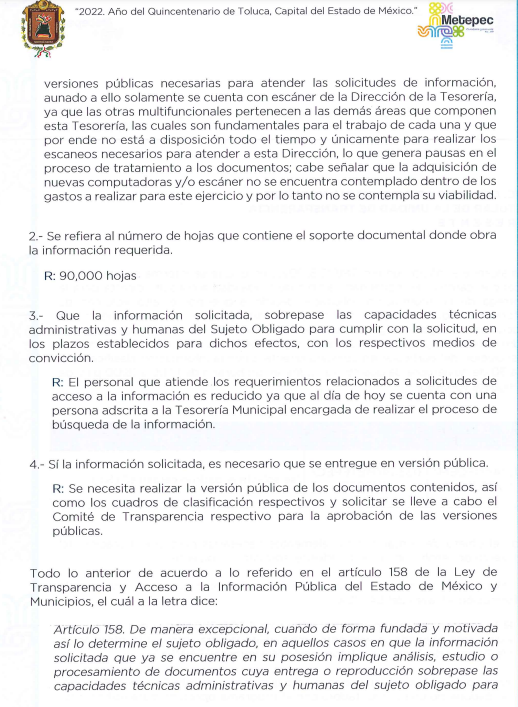 "2022. Año del Quincentenario de Toluca, Capital del Estado de México."
Metepec
versiones públicas necesarias para atender las solicitudes de información,
aunado a ello solamente se cuenta con escáner de la Dirección de la Tesorería,
ya que las otras multifuncionales pertenecen a las demás áreas que componen
esta Tesorería, las cuales son fundamentales para el trabajo de cada una y que
por ende no está a disposición todo el tiempo y únicamente para realizar los
escaneos necesarios para atender a esta Dirección, lo que genera pausas en el
proceso de tratamiento a los documentos; cabe señalar que la adquisición de
nuevas computadoras y/o escáner no se encuentra contemplado dentro de los
gastos a realizar para este ejercicio y por lo tanto no se contempla su viabilidad.
2.- Se refiera al número de hojas que contiene el soporte documental donde obra
la información requerida.
R: 90,000 hojas
3.- Que la información solicitada, sobrepase las capacidades técnicas
administrativas y humanas del Sujeto Obligado para cumplir con la solicitud, en
los plazos establecidos para dichos efectos, con los respectivos medios de
convicción.
R: El personal que atiende los requerimientos relacionados a solicitudes de
acceso a la información es reducido ya que al día de hoy se cuenta con una
persona adscrita a la Tesorería Municipal encargada de realizar el proceso de
búsqueda de la información.
4.- Sí la información solicitada, es necesario que se entregue en versión pública.
R: Se necesita realizar la versión pública de los documentos contenidos, así
como los cuadros de clasificación respectivos y solicitar se lleve a cabo el
Comité de Transparencia respectivo para la aprobación de las versiones
públicas.
Todo lo anterior de acuerdo a lo referido en el artículo 158 de la Ley de
Transparencia y Acceso a la Información Pública del Estado de México y
Municipios, el cuál a la letra dice:
Artículo 158. De manera excepcional, cuando de forma fundada y motivada
así lo determine el sujeto obligado, en aquellos casos en que la información
solicitada que ya se encuentre en su posesión implique análisis, estudio o
procesamiento de documentos cuya entrega o reproducción sobrepase las
capacidades técnicas administrativas y humanas del sujeto obligado para